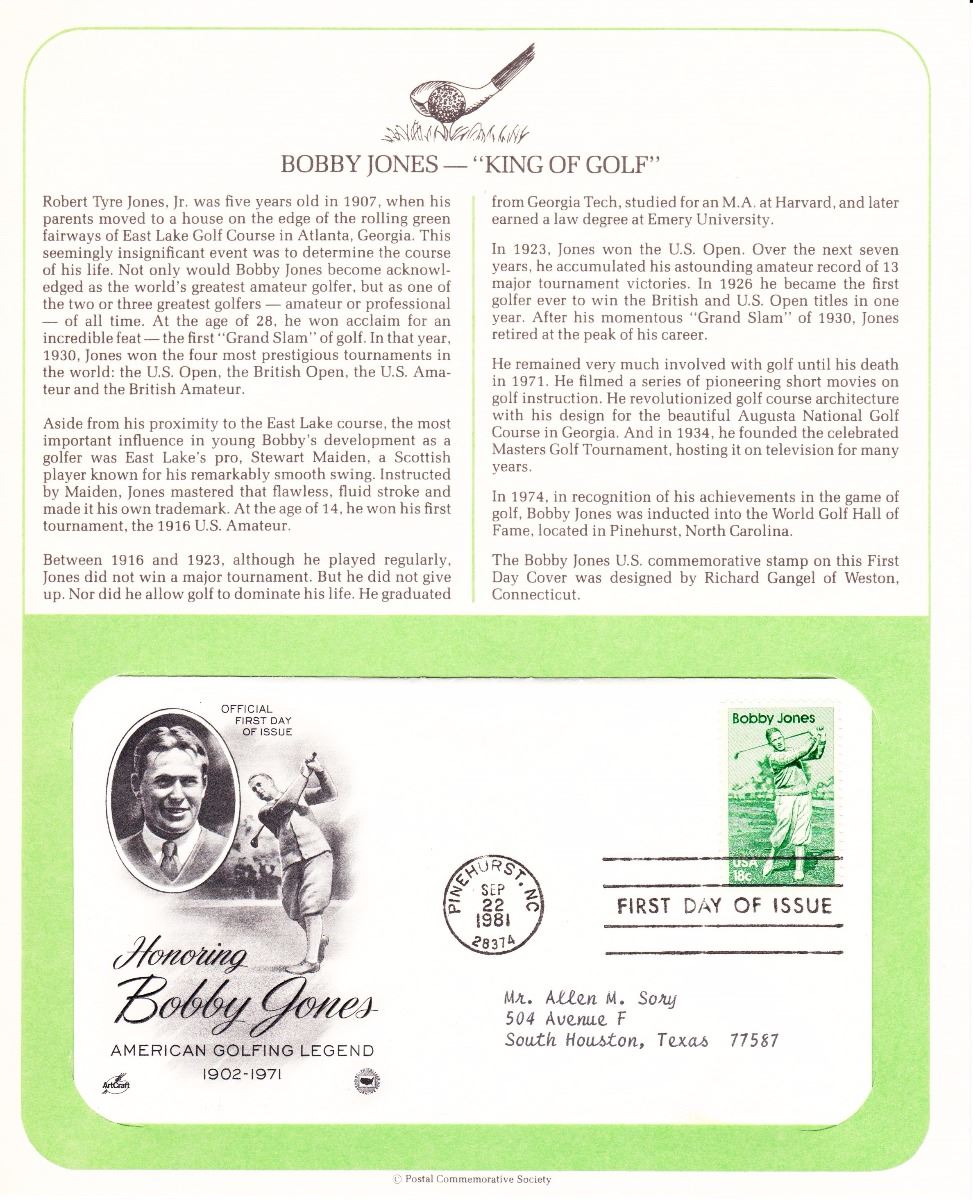 BOBBY JONES — “KING OF GOLF”
Robert Tyre Jones, Jr. was five years old in 1907, when his
parents moved to a house on the edge of the rolling green
fairways of East Lake Golf Course in Atlanta, Georgia. This
seemingly insignificant event was to determine the course
of his life. Not only would Bobby Jones become acknowl-
edged as the world's greatest amateur golfer, but as one of
the two or three greatest golfers — amateur or professional
— of all time. At the age of 28, he won acclaim for an
incredible feat — the first “Grand Slam” of golf. In that year,
1930, Jones won the four most prestigious tournaments in
the world: the U.S. Open, the British Open, the U.S. Ama-
teur and the British Amateur.
Aside from his proximity to the East Lake course, the most
important influence in young Bobby's development as a
golfer was East Lake's pro, Stewart Maiden, a Scottish
player known for his remarkably smooth swing. Instructed
by Maiden, Jones mastered that flawless, fluid stroke and
made it his own trademark. At the age of 14, he won his first
tournament, the 1916 U.S. Amateur.
Between 1916 and 1923, although he played regularly,
Jones did not win a major tournament. But he did not give
up. Nor did he allow golf to dominate his life. He graduated
from Georgia Tech, studied for an M.A. at Harvard, and later
earned a law degree at Emery University.
In 1923, Jones won the U.S. Open. Over the next seven
years, he accumulated his astounding amateur record of 13
major tournament victories. In 1926 he became the first
golfer ever to win the British and U.S. Open titles in one
year. After his momentous “Grand Slam” of 1930, Jones
retired at the peak of his career.
He remained very much involved with golf until his death
in 1971. He filmed a series of pioneering short movies on
golf instruction. He revolutionized golf course architecture
with his design for the beautiful Augusta National Golf
Course in Georgia. And in 1934, he founded the celebrated
Masters Golf Tournament, hosting it on television for many
years.
In 1974, in recognition of his achievements in the game of
golf, Bobby Jones was inducted into the World Golf Hall of
Fame, located in Pinehurst, North Carolina.
The Bobby Jones U.S. commemorative stamp on this First
Day Cover was designed by Richard Gangel of Weston,
Connecticut.
OFFICIAL
FIRST DAY
OF ISSUE
Bobby Jones
USA
18c
PINEHURST, NC
SEP
22
1981
28374
FIRST DAY OF ISSUE
Honoring
Bobby Jones
AMERICAN GOLFING LEGEND
1902-1971
ArtCraft
Mr. Allen M. Sory
504 Avenue F
South Houston, Texas 77587
© Postal Commemorative Society